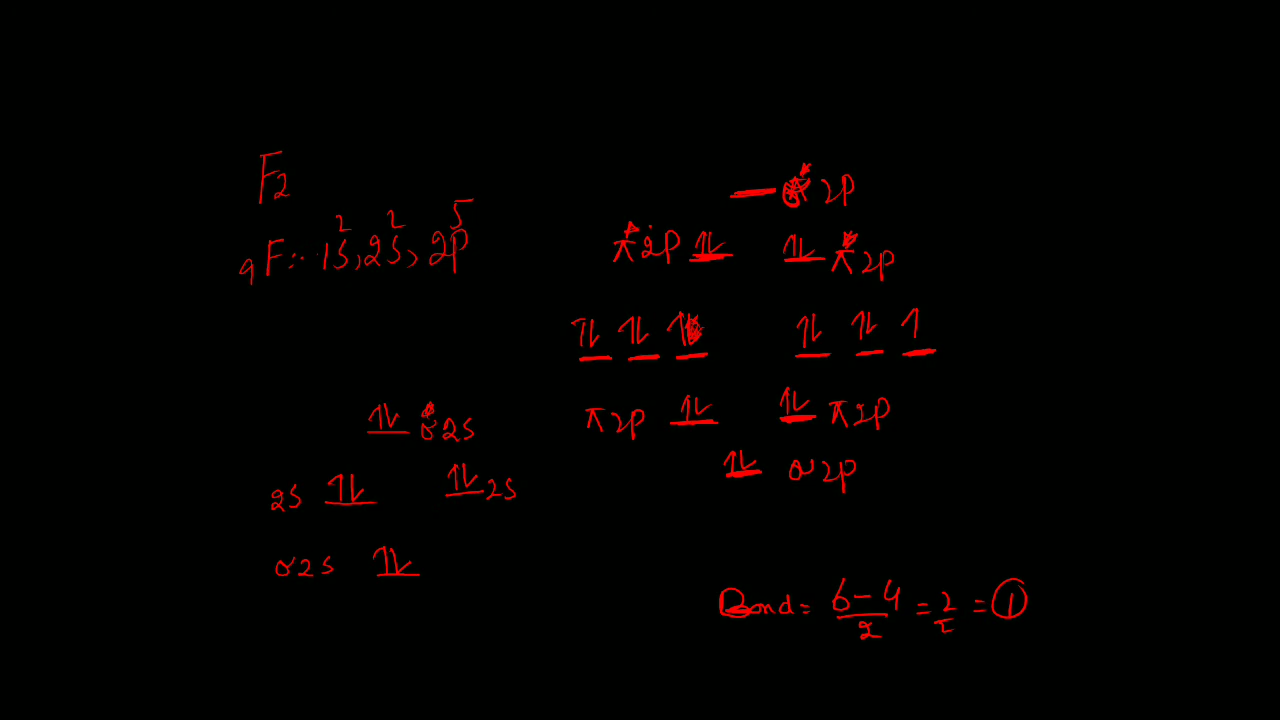 F₂
₉F:- 1s², 2s², 2p⁵
σ* 2p
π* 2p ⥮ ⥮ π* 2p
⥮ ⥮ ↿ ⥮ ⥮ ↿
π2p ⥮ ⥮ π2p
⥮ σ2p
⥮ σ* 2s
2s ⥮ ⥮ 2s
σ2s ⥮
Bond = 6-4/2 = 2/2 = 1